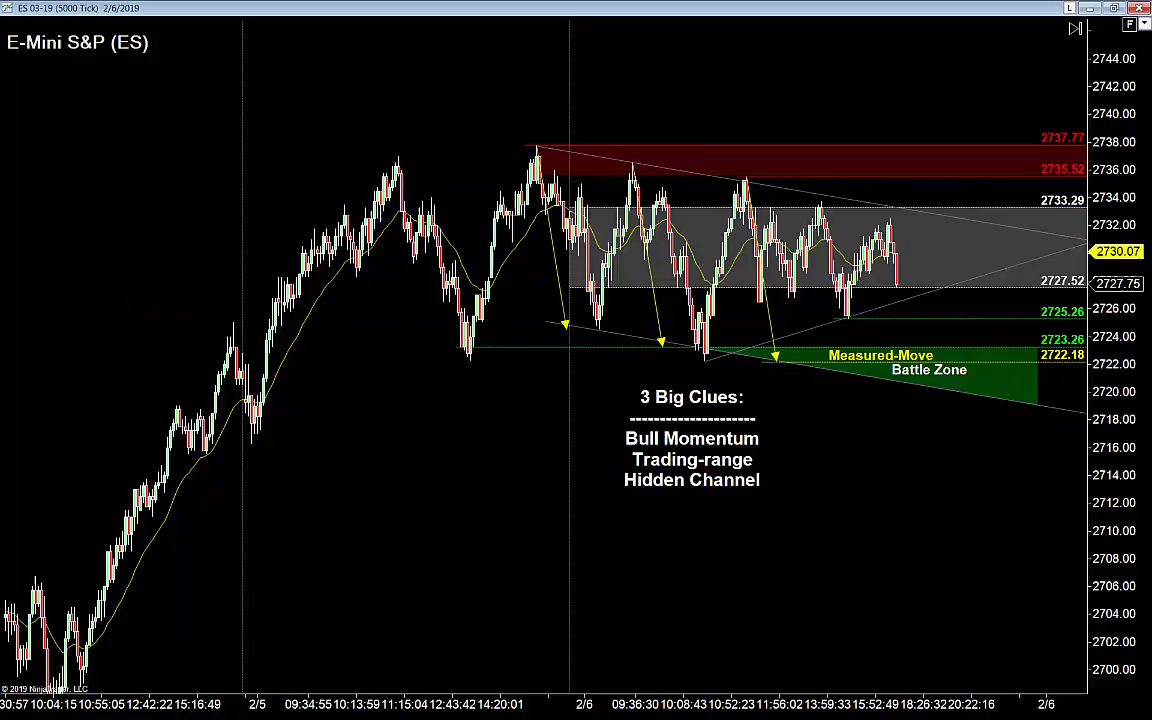 ES 03-19 (5000 Tick)  2/6/2019
L
F
E-Mini S&P (ES)
2744.00
2742.00
2740.00
2737.77
2738.00
2735.52
2736.00
2733.29
2734.00
2732.00
2730.07
2727.52
2727.75
2725.26
2726.00
2723.26
2724.00
Measured-Move
2722.18
2722.00
Battle Zone
2720.00
3 Big Clues:
---------------------
2718.00
Bull Momentum
2716.00
Trading-range
Hidden Channel
2714.00
2712.00
2710.00
2708.00
2706.00
2704.00
2702.00
2700.00
30:57 10:04:15 10:55:05 12:42:22 15:16:49 2/5 09:34:55 10:13:59 11:15:04 12:43:42 14:20:01 2/6 09:36:30 10:08:43 10:52:23 11:56:02 13:59:33 15:52:49 18:26:32 20:22:16 2/6